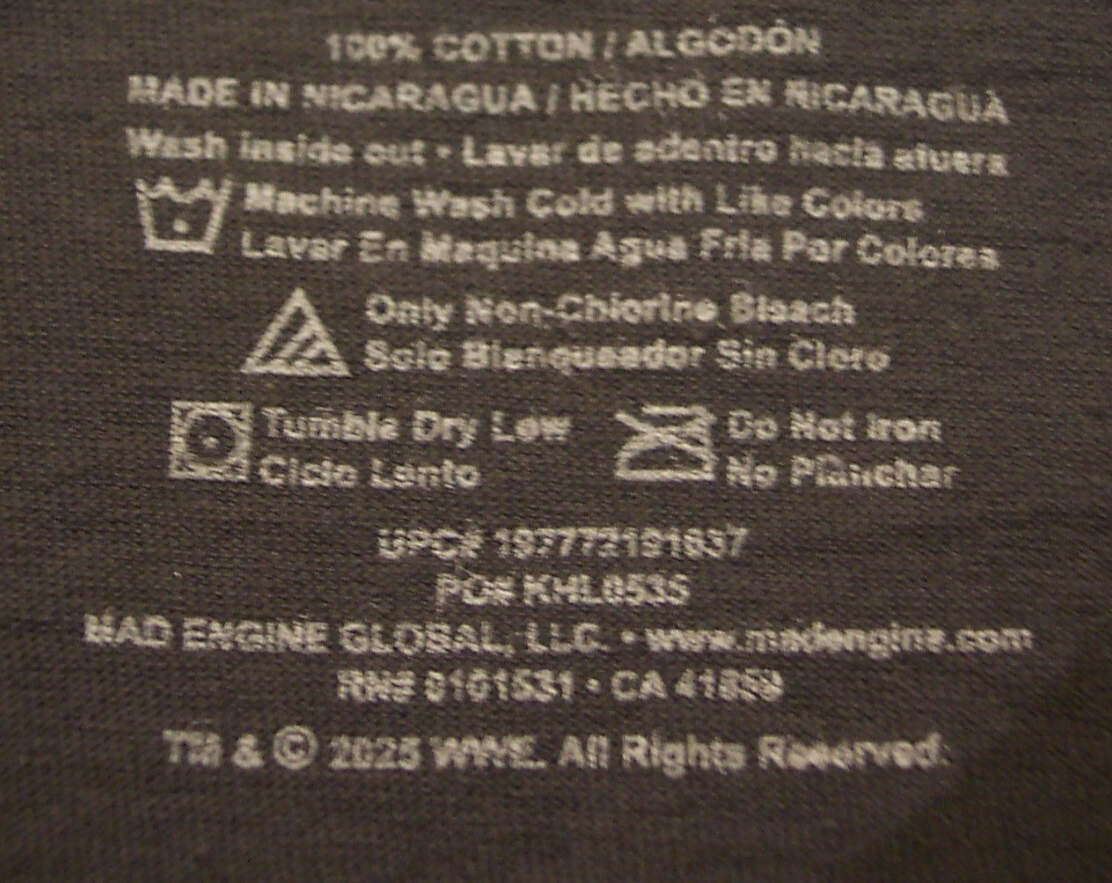 100% COTTON / ALGODÓN
MADE IN NICARAGUA / HECHO EN NICARAGUA
Wash inside out • Lavar de adentro hacia afuera
Machine Wash Cold with Like Colors
Lavar En Maquina Agua Fria Por Colores
Only Non-Chlorine Bleach
Solo Blanqueador Sin Cloro
Tumble Dry Low
Ciclo Lento
Do Not Iron
No Planchar
UPC# 197772191637
PO# KHL0535
MAD ENGINE GLOBAL, LLC. • www.madengine.com
RN# 0101531 • CA 41859
TM & © 2025 WWE. All Rights Reserved.